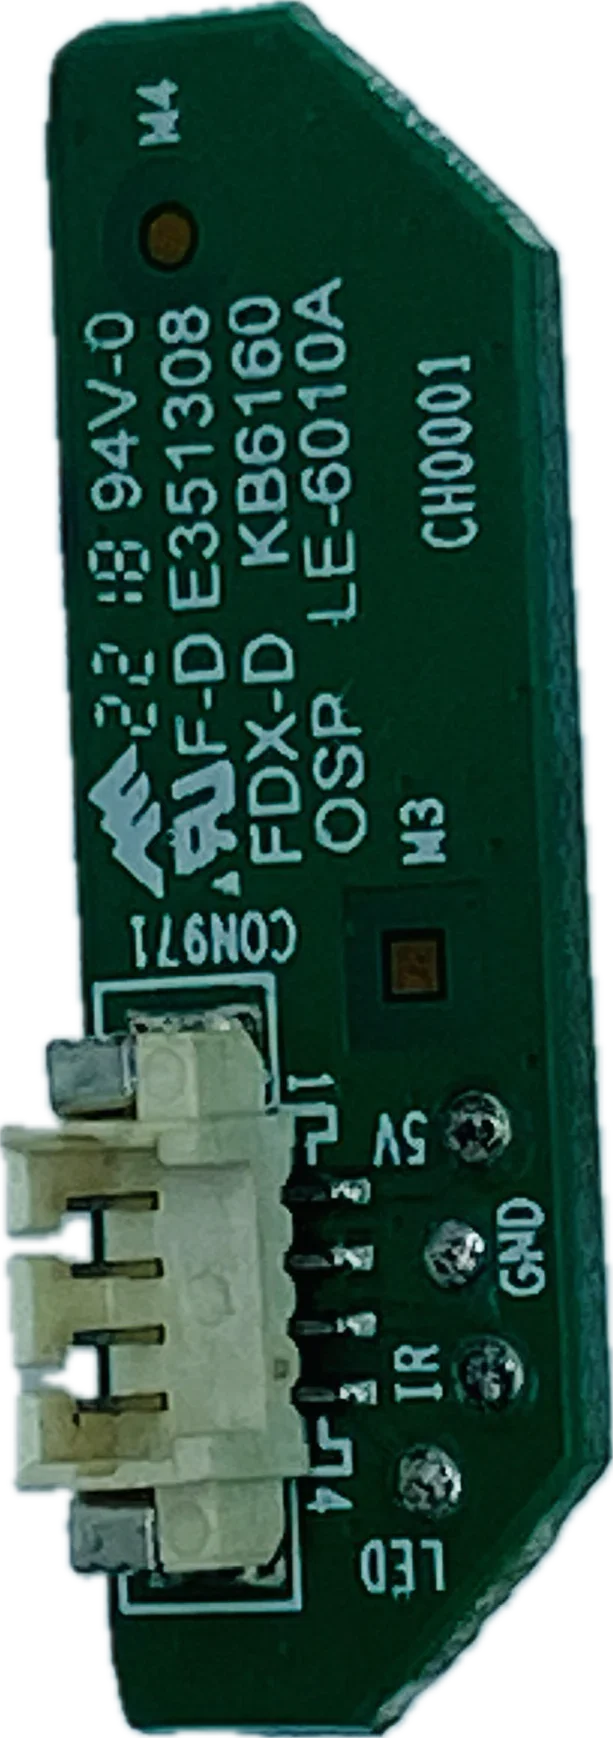 M4
22 18 94V-0
F-D E351308
FDX-D KB6160
OSP LE-6010A
CH0001
M3
CON971
1
5V
GND
IR
4
LED